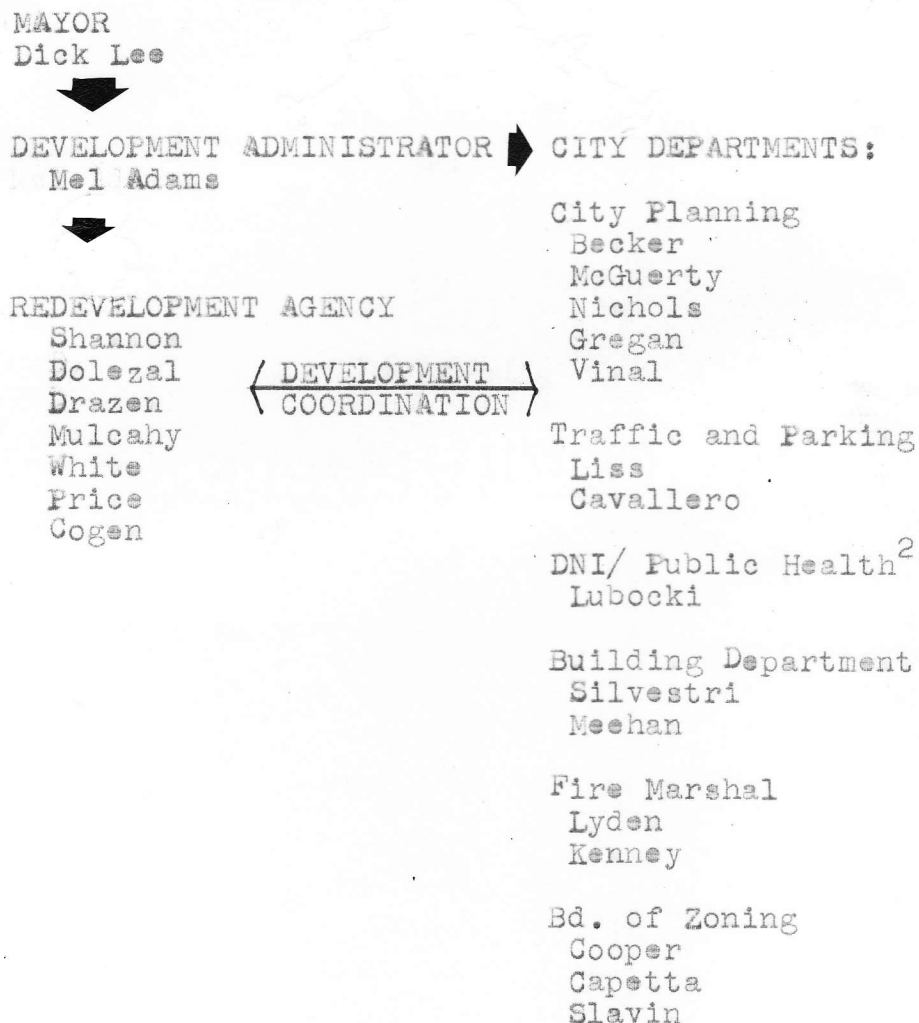 MAYOR
Dick Lee
DEVELOPMENT ADMINISTRATOR
Mel Adams
REDEVELOPMENT AGENCY
Shannon
Dolezal
Drazen
Mulcahy
White
Price
Cogen
DEVELOPMENT
COORDINATION
CITY DEPARTMENTS:
City Planning
Becker
McGuerty
Nichols
Gregan
Vinal
Traffic and Parking
Liss
Cavallero
DNI/ Public Health2
Lubocki
Building Department
Silvestri
Meehan
Fire Marshal
Lyden
Kenney
Bd. of Zoning
Cooper
Capetta
Slavin